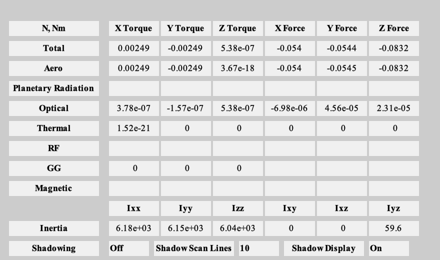 N, Nm X Torque Y Torque Z Torque X Force Y Force Z Force
Total 0.00249 -0.00249 5.38e-07 -0.054 -0.0544 -0.0832
Aero 0.00249 -0.00249 3.67e-18 -0.054 -0.0545 -0.0832
Planetary Radiation
Optical 3.78e-07 -1.57e-07 5.38e-07 -6.98e-06 4.56e-05 2.31e-05
Thermal 1.52e-21 0 0 0 0 0
RF
GG 0 0 0
Magnetic
Ixx Iyy Izz Ixy Ixz Iyz
Inertia 6.18e+03 6.15e+03 6.04e+03 0 0 59.6
Shadowing Off Shadow Scan Lines 10 Shadow Display On